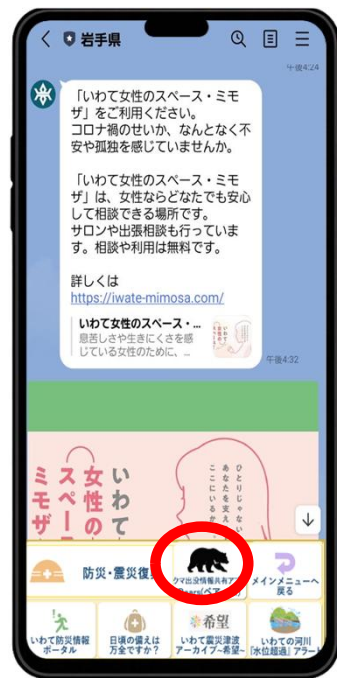 岩手県
午後4:24
「いわて女性のスペース・ミモ
ザ」をご利用ください。
コロナ禍のせいか、なんとなく不
安や孤独を感じていませんか。
「いわて女性のスペース・ミモ
ザ」は、女性ならどなたでも安心
して相談できる場所です。
サロンや出張相談も行っていま
す。相談や利用は無料です。
詳しくは
https://iwate-mimosa.com/
いわて女性のスペース・...
息苦しさや生きにくさを感
じている女性のために、...
午後4:32
いわて
女性の
スペー
ミモザ
ひとりじゃない
あなたを支え
ここにいるか
防災・震災復
クマ出没情報共有ア
Bears(ベア
メインメニューへ
戻る
いわて防災情報
ポータル
日頃の備えは
万全ですか?
希望
いわて震災津波
アーカイブ~希望~
いわての河川
「水位超過」アラー